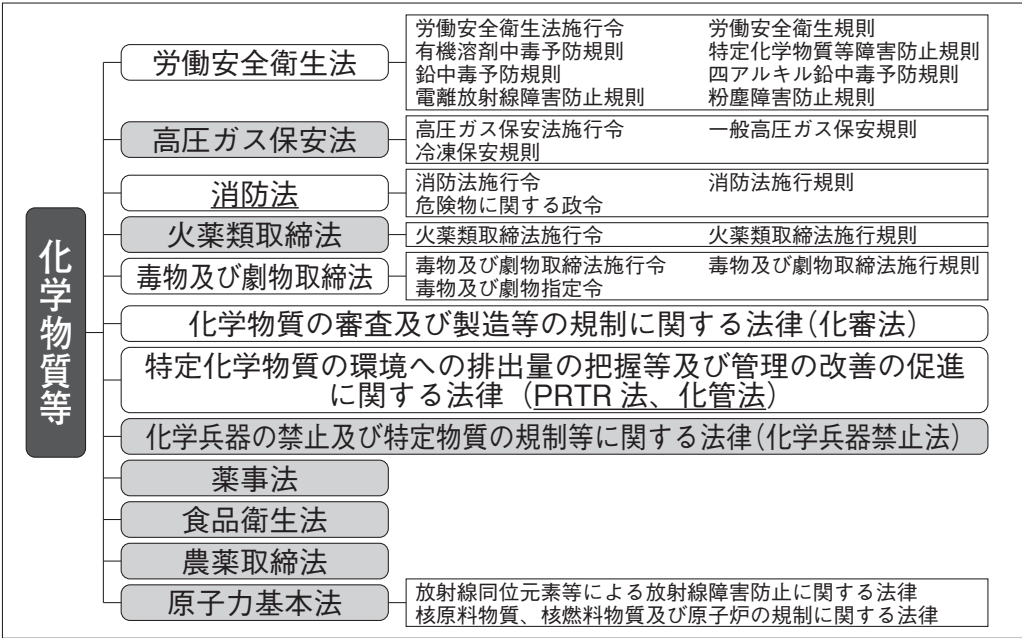 化学物質等
労働安全衛生法
労働安全衛生法施行令 労働安全衛生規則
有機溶剤中毒予防規則 特定化学物質等障害防止規則
鉛中毒予防規則 四アルキル鉛中毒予防規則
電離放射線障害防止規則 粉塵障害防止規則
高圧ガス保安法
高圧ガス保安法施行令 一般高圧ガス保安規則
冷凍保安規則
消防法
消防法施行令 消防法施行規則
危険物に関する政令
火薬類取締法
火薬類取締法施行令 火薬類取締法施行規則
毒物及び劇物取締法
毒物及び劇物取締法施行令 毒物及び劇物取締法施行規則
毒物及び劇物指定令
化学物質の審査及び製造等の規制に関する法律(化審法)
特定化学物質の環境への排出量の把握等及び管理の改善の促進
に関する法律(PRTR 法、化管法)
化学兵器の禁止及び特定物質の規制等に関する法律(化学兵器禁止法)
薬事法
食品衛生法
農薬取締法
原子力基本法
放射線同位元素等による放射線障害防止に関する法律
核原料物質、核燃料物質及び原子炉の規制に関する法律